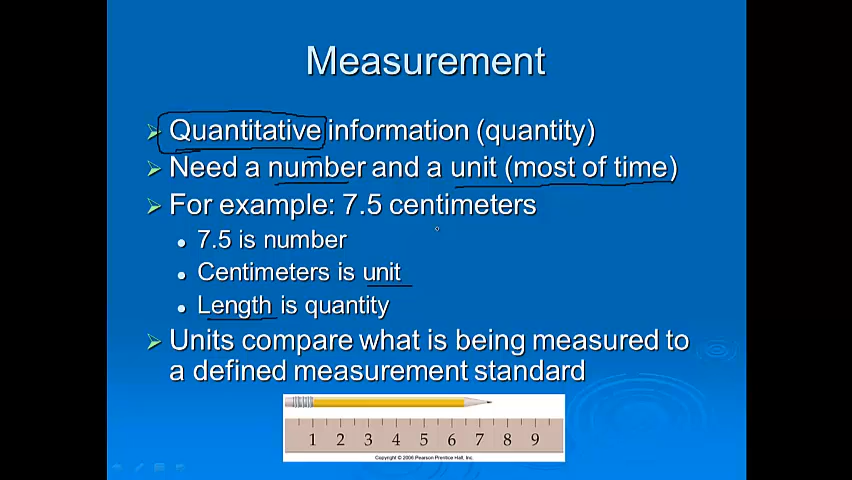 Measurement
Quantitative information (quantity)
Need a number and a unit (most of time)
For example: 7.5 centimeters
7.5 is number
Centimeters is unit
Length is quantity
Units compare what is being measured to
a defined measurement standard
1 2 3 4 5 6 7 8 9
Copyright © 2006 Pearson Prentice Hall, Inc.